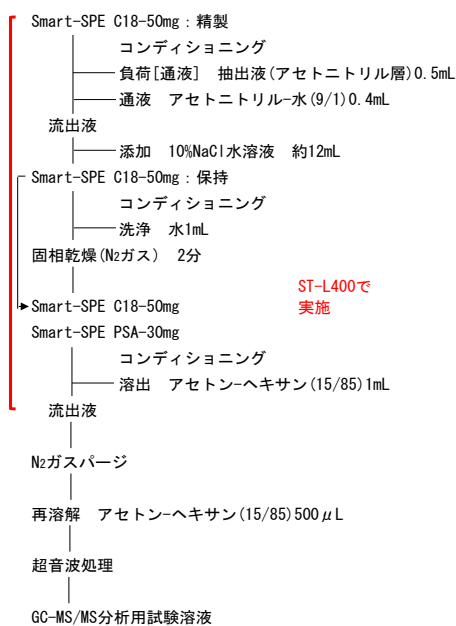 Smart-SPE C18-50mg：精製
コンディショニング
負荷[通液]　抽出液(アセトニトリル層)0.5mL
通液　アセトニトリル-水(9/1)0.4mL
流出液
添加　10%NaCl水溶液　約12mL
Smart-SPE C18-50mg：保持
コンディショニング
洗浄　水1mL
固相乾燥(N2ガス)　2分
Smart-SPE C18-50mg
ST-L400で
実施
Smart-SPE PSA-30mg
コンディショニング
溶出　アセトン-ヘキサン(15/85)1mL
流出液
N2ガスパージ
再溶解　アセトン-ヘキサン(15/85)500μL
超音波処理
GC-MS/MS分析用試験溶液